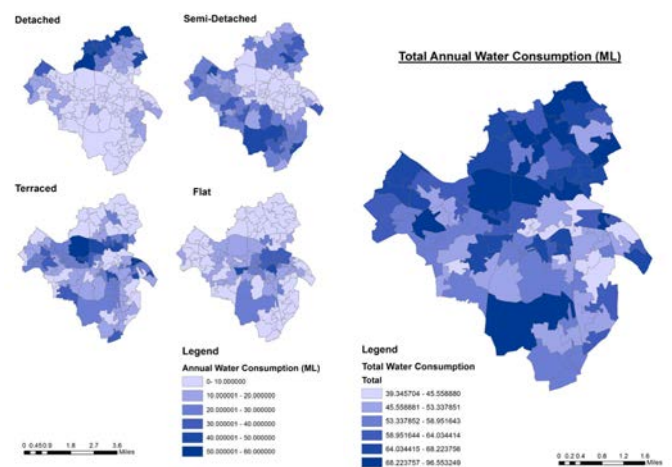 Detached
Semi-Detached
Terraced
Flat
Legend
Annual Water Consumption (ML)
0- 10.000000
10.000001 - 20.000000
20.000001 - 30.000000
30.000001 - 40.000000
40.000001 - 50.000000
50.000001 - 60.000000
0 0.450.9 1.8 2.7 3.6
Miles
Total Annual Water Consumption (ML)
Legend
Total Water Consumption
Total
39.345704 - 45.558880
45.558881 - 53.337851
53.337852 - 58.951643
58.951644 - 64.034414
64.034415 - 68.223756
68.223757 - 96.553249
0 0.20.4 0.8 1.2 1.6
Miles